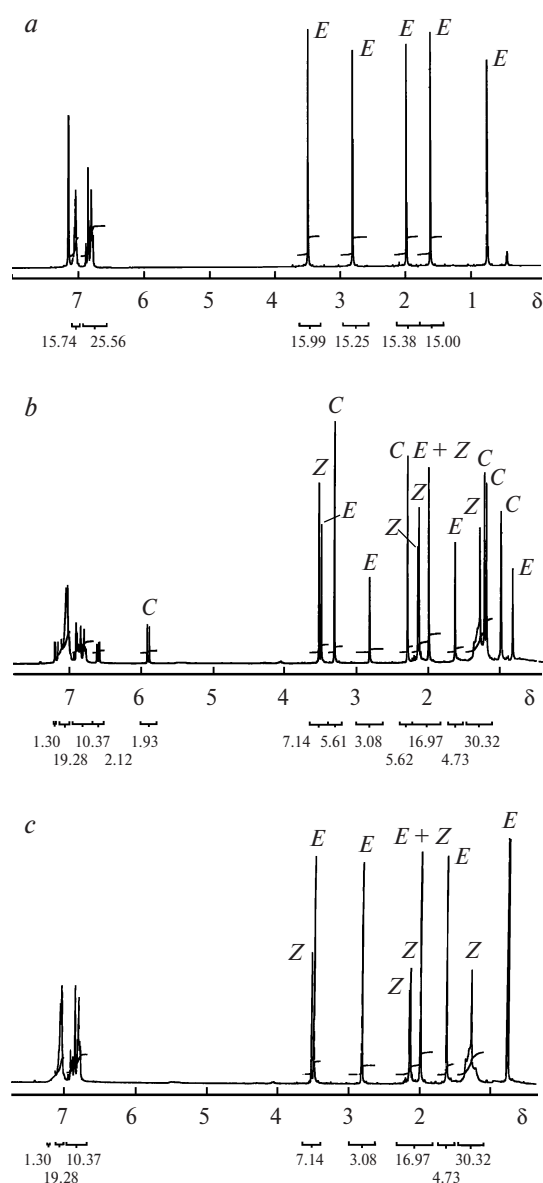 a
E E E E E
7 6 5 4 3 2 1 δ
15.74 25.56 15.99 15.25 15.38 15.00
b
C
C E + Z
C
Z Z C
E Z Z E C
C E E
7 6 5 4 3 2 1 δ
1.30 10.37 1.93 7.14 5.61 3.08 16.97 30.32
19.28 2.12 5.62 4.73
c
E E E + Z E E
Z Z Z Z
7 6 5 4 3 2 δ
1.30 10.37 7.14 3.08 16.97 30.32
19.28 4.73